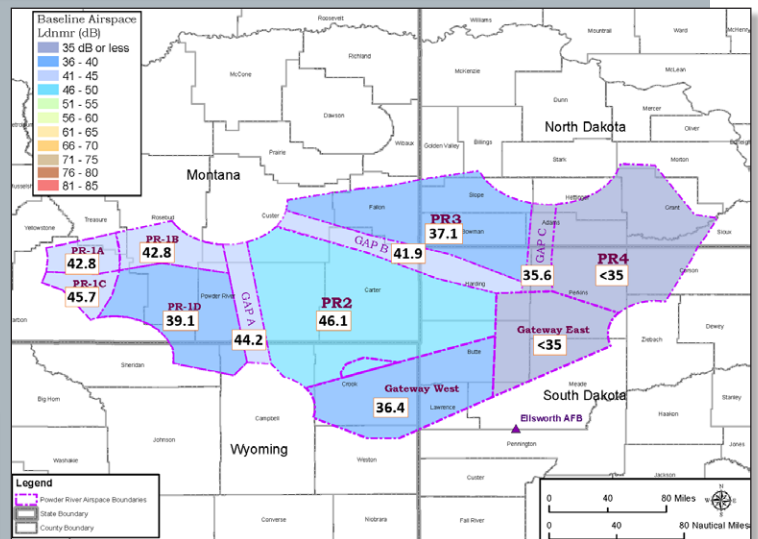 Baseline Airspace
Ldnmr (dB)
35 dB or less
36 - 40
41 - 45
46 - 50
51 - 55
56 - 60
61 - 65
66 - 70
71 - 75
76 - 80
81 - 85
Roosevelt
Richland
McCone
Dawson
Prairie
Wibaux
Williams
Mountrail
Ward
McHenry
McKenzie
McLean
Dunn
Mercer
Oliver
Golden Valley
Billings
North Dakota
Stark
Morton
Montana
Treasure
Rosebud
Custer
Fallon
Slope
Hettinger
Grant
Sioux
Yellowstone
PR-1A
42.8
PR-1B
42.8
PR3
37.1
Bowman
Adams
GAP B
41.9
GAP C
35.6
PR4
<35
Corson
PR-1C
45.7
Powder River
PR-1D
39.1
GAP A
44.2
PR2
46.1
Carter
Harding
Perkins
Gateway East
<35
Ziebach
Dewey
Sheridan
Big Horn
Campbell
Crook
Butte
Gateway West
36.4
Lawrence
Meade
South Dakota
Ellsworth AFB
Pennington
Haakon
Stanley
Jones
Johnson
Washakie
Wyoming
Weston
Custer
Jackson
Converse
Niobrara
Fall River
Legend
Powder River Airspace Boundaries
State Boundary
County Boundary
0 40 80 Miles
0 40 80 Nautical Miles
N